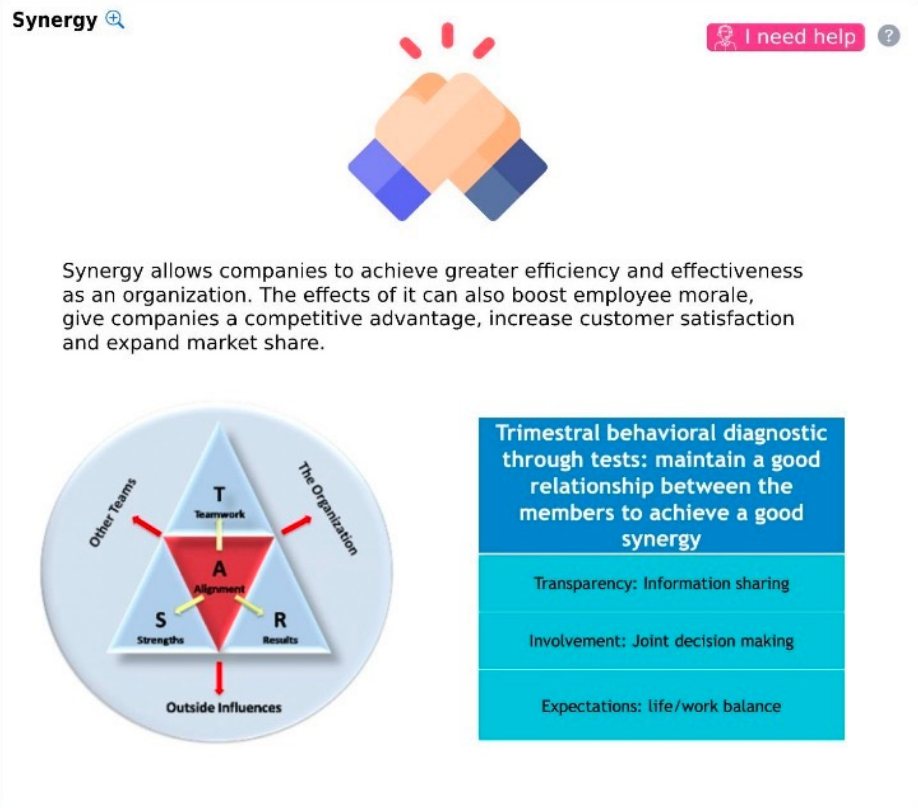 Synergy
I need help
?
Synergy allows companies to achieve greater efficiency and effectiveness
as an organization. The effects of it can also boost employee morale,
give companies a competitive advantage, increase customer satisfaction
and expand market share.
Other Teams
The Organization
T
Teamwork
A
Alignment
S
Strengths
R
Results
Outside Influences
Trimestral behavioral diagnostic
through tests: maintain a good
relationship between the
members to achieve a good
synergy
Transparency: Information sharing
Involvement: Joint decision making
Expectations: life/work balance